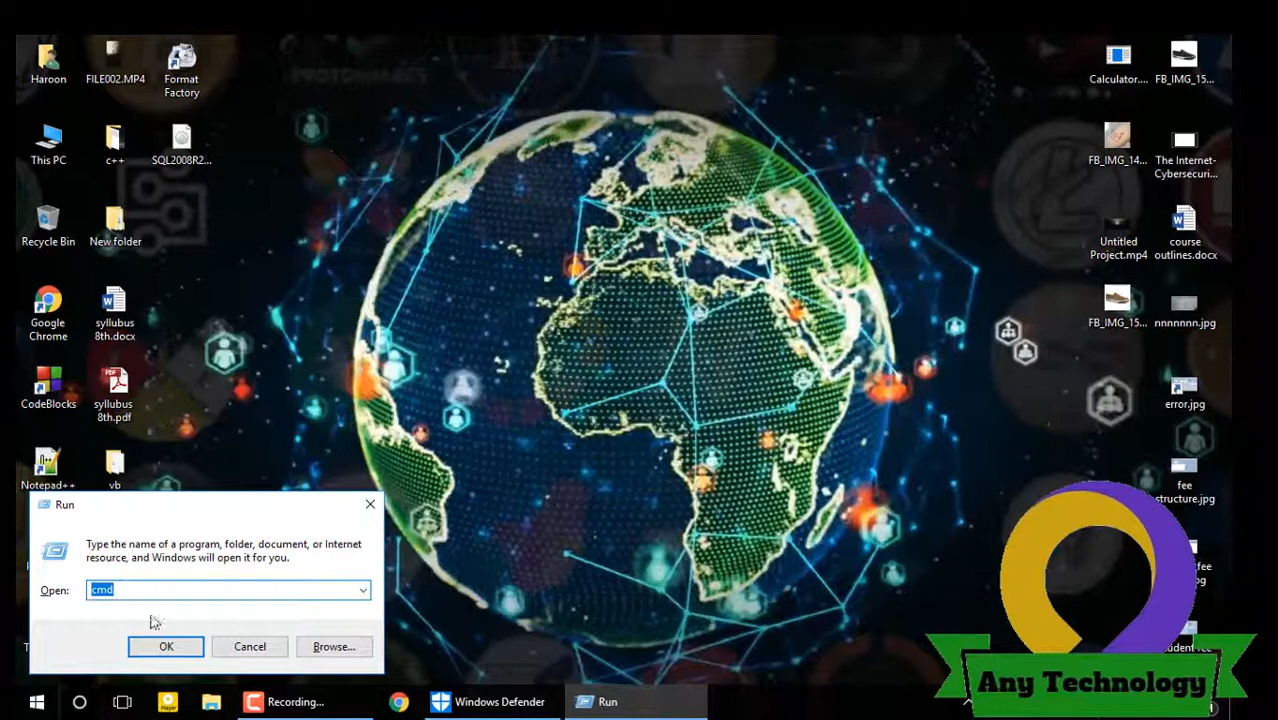 Haroon
FILE002.MP4
Format
Factory
Calculator....
FB_IMG_15...
This PC
c++
SQL2008R2...
FB_IMG_14...
The Internet-
Cybersecuri...
Recycle Bin
New folder
Untitled
Project.mp4
course
outlines.docx
Google
Chrome
syllubus
8th.docx
FB_IMG_15...
nnnnnnn.jpg
CodeBlocks
syllubus
8th.pdf
error.jpg
Notepad++
vb
fee
structure.jpg
Run
Type the name of a program, folder, document, or Internet
resource, and Windows will open it for you.
Open:
cmd
OK
Cancel
Browse...
Any Technology
Recording...
Windows Defender
Run